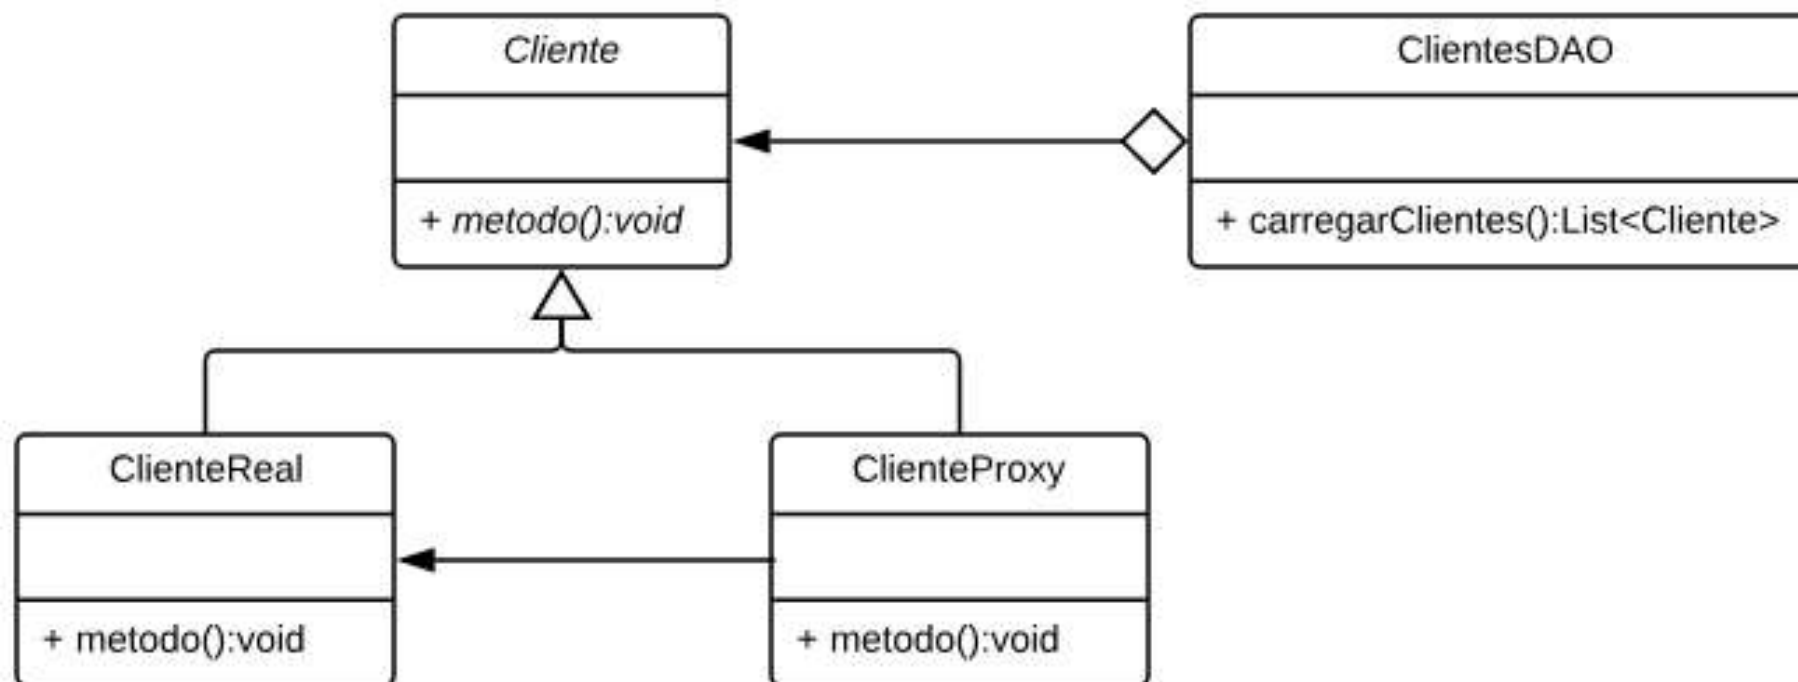 Cliente
+ metodo():void
ClientesDAO
+ carregarClientes():List<Cliente>
ClienteReal
+ metodo():void
ClienteProxy
+ metodo():void